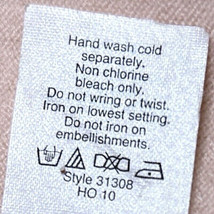 Hand wash cold
separately.
Non chlorine
bleach only.
Do not wring or twist.
Iron on lowest setting.
Do not iron on
embellishments.
Style 31308
HO 10